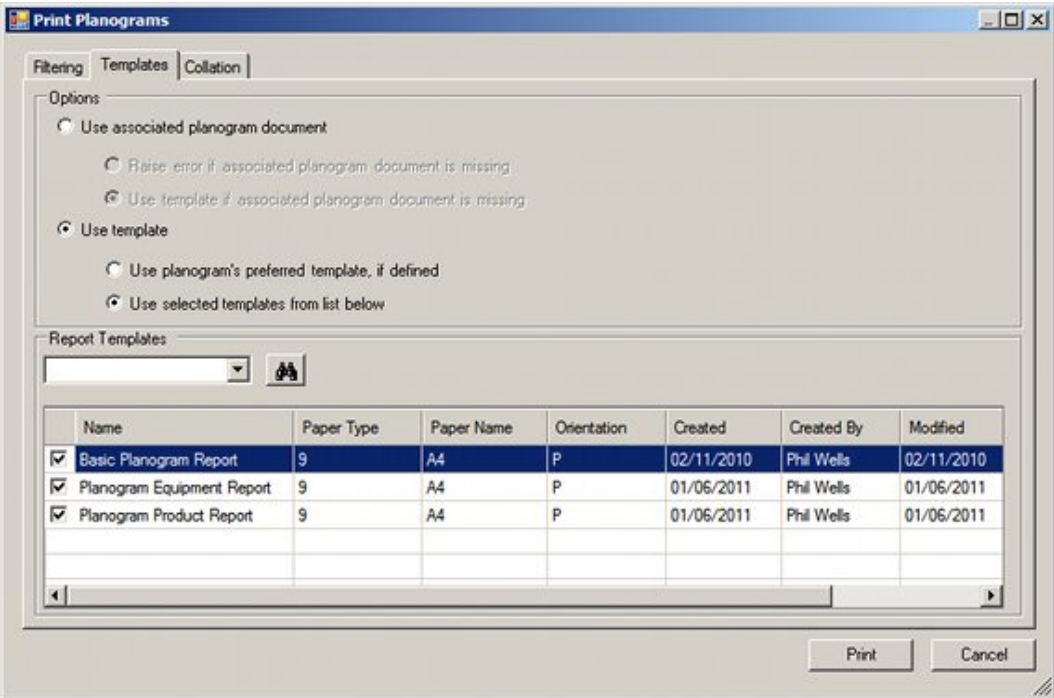 Print Planograms
Filtering Templates Collation
Options
Use associated planogram document
Raise error if associated planogram document is missing
Use template if associated planogram document is missing
Use template
Use planogram's preferred template, if defined
Use selected templates from list below
Report Templates
Name Paper Type Paper Name Orientation Created Created By Modified
Basic Planogram Report 9 A4 P 02/11/2010 Phil Wells 02/11/2010
Planogram Equipment Report 9 A4 P 01/06/2011 Phil Wells 01/06/2011
Planogram Product Report 9 A4 P 01/06/2011 Phil Wells 01/06/2011
Print Cancel